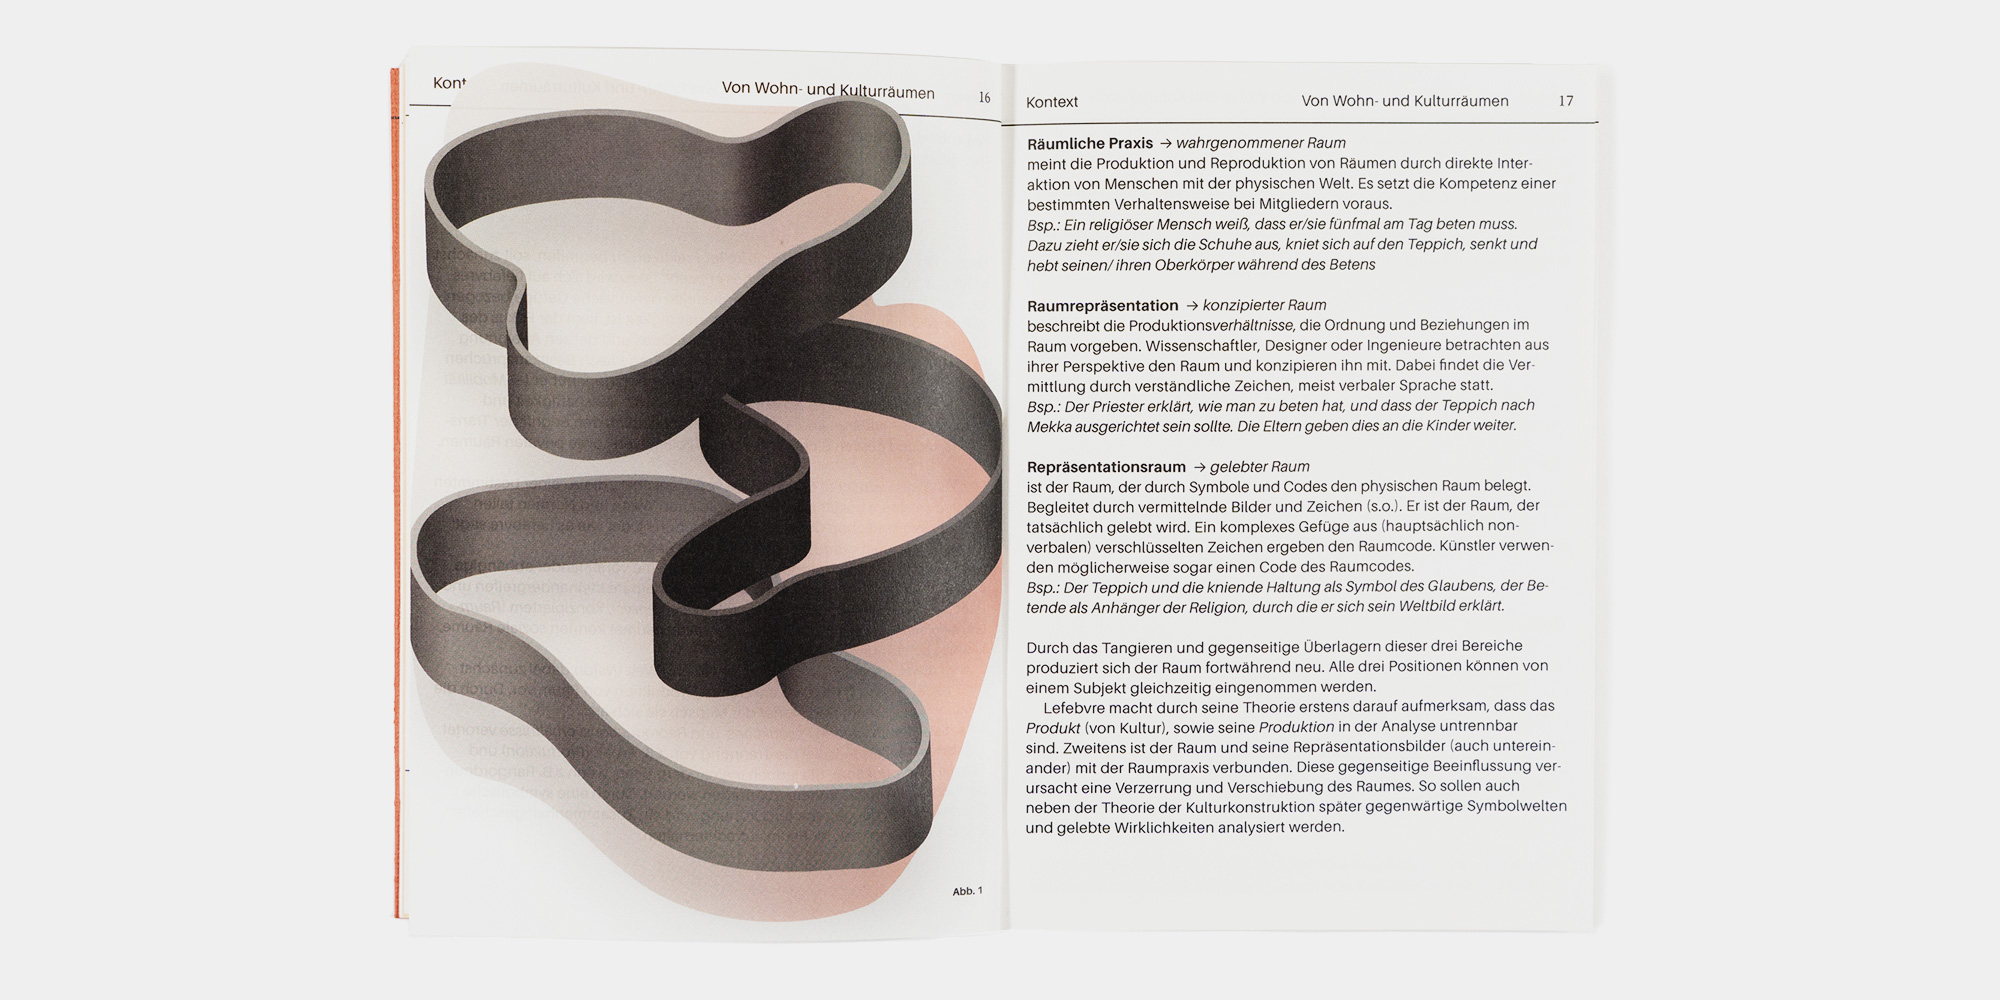 Kont
Von Wohn- und Kulturräumen
16
Abb. 1
Kontext
Von Wohn- und Kulturräumen
17
Räumliche Praxis → wahrgenommener Raum
meint die Produktion und Reproduktion von Räumen durch direkte Inter-
aktion von Menschen mit der physischen Welt. Es setzt die Kompetenz einer
bestimmten Verhaltensweise bei Mitgliedern voraus.
Bsp.: Ein religiöser Mensch weiß, dass er/sie fünfmal am Tag beten muss.
Dazu zieht er/sie sich die Schuhe aus, kniet sich auf den Teppich, senkt und
hebt seinen/ ihren Oberkörper während des Betens
Raumrepräsentation → konzipierter Raum
beschreibt die Produktionsverhältnisse, die Ordnung und Beziehungen im
Raum vorgeben. Wissenschaftler, Designer oder Ingenieure betrachten aus
ihrer Perspektive den Raum und konzipieren ihn mit. Dabei findet die Ver-
mittlung durch verständliche Zeichen, meist verbaler Sprache statt.
Bsp.: Der Priester erklärt, wie man zu beten hat, und dass der Teppich nach
Mekka ausgerichtet sein sollte. Die Eltern geben dies an die Kinder weiter.
Repräsentationsraum → gelebter Raum
ist der Raum, der durch Symbole und Codes den physischen Raum belegt.
Begleitet durch vermittelnde Bilder und Zeichen (s.o.). Er ist der Raum, der
tatsächlich gelebt wird. Ein komplexes Gefüge aus (hauptsächlich non-
verbalen) verschlüsselten Zeichen ergeben den Raumcode. Künstler verwen-
den möglicherweise sogar einen Code des Raumcodes.
Bsp.: Der Teppich und die kniende Haltung als Symbol des Glaubens, der Be-
tende als Anhänger der Religion, durch die er sich sein Weltbild erklärt.
Durch das Tangieren und gegenseitige Überlagern dieser drei Bereiche
produziert sich der Raum fortwährend neu. Alle drei Positionen können von
einem Subjekt gleichzeitig eingenommen werden.
Lefebvre macht durch seine Theorie erstens darauf aufmerksam, dass das
Produkt (von Kultur), sowie seine Produktion in der Analyse untrennbar
sind. Zweitens ist der Raum und seine Repräsentationsbilder (auch unterein-
ander) mit der Raumpraxis verbunden. Diese gegenseitige Beeinflussung ver-
ursacht eine Verzerrung und Verschiebung des Raumes. So sollen auch
neben der Theorie der Kulturkonstruktion später gegenwärtige Symbolwelten
und gelebte Wirklichkeiten analysiert werden.